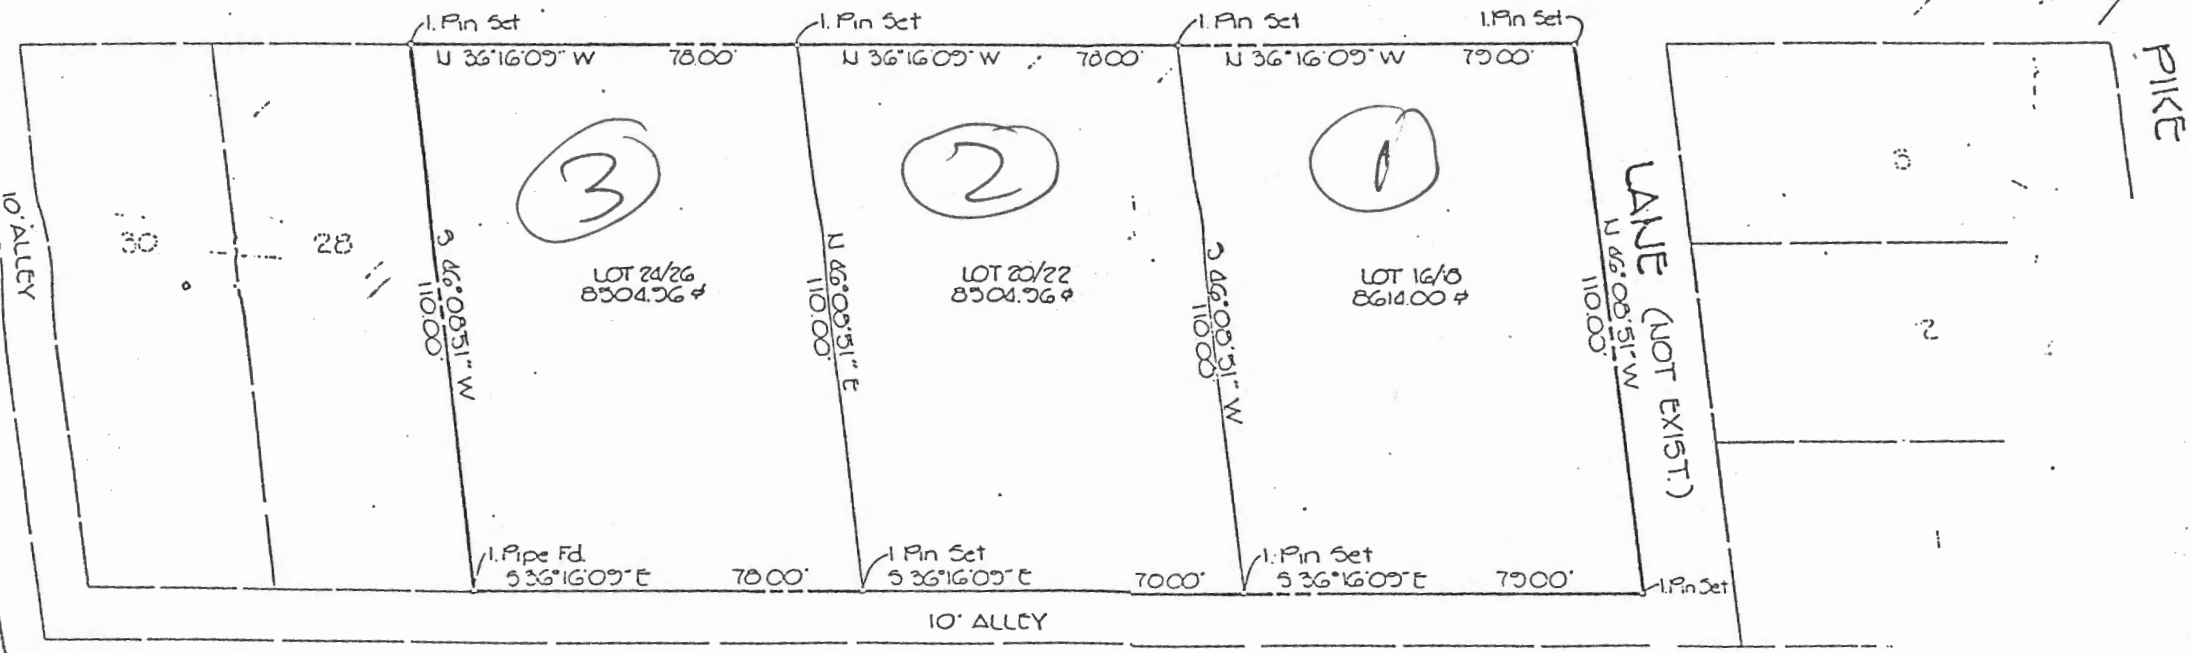 I. Pin Set
I. Pin Set
I. Pin Set
I. Pin Set
N 36°16'09" W 78.00'
N 36°16'09" W 78.00'
N 36°16'09" W 79.00'
PIKE
3
2
1
10' ALLEY
30
28
S 46°08'51" W
110.00'
LOT 24/26
8504.96
N 46°08'51" E
110.00'
LOT 20/22
8504.96
S 46°08'51" W
110.00'
LOT 16/18
8614.00
N 46°08'51" W
110.00'
LANE (NOT EXIST.)
2
1
I. Pipe Fd.
S 36°16'09" E 78.00'
I. Pin Set
S 36°16'09" E 78.00'
I. Pin Set
S 36°16'09" E 79.00'
I. Pin Set
10' ALLEY